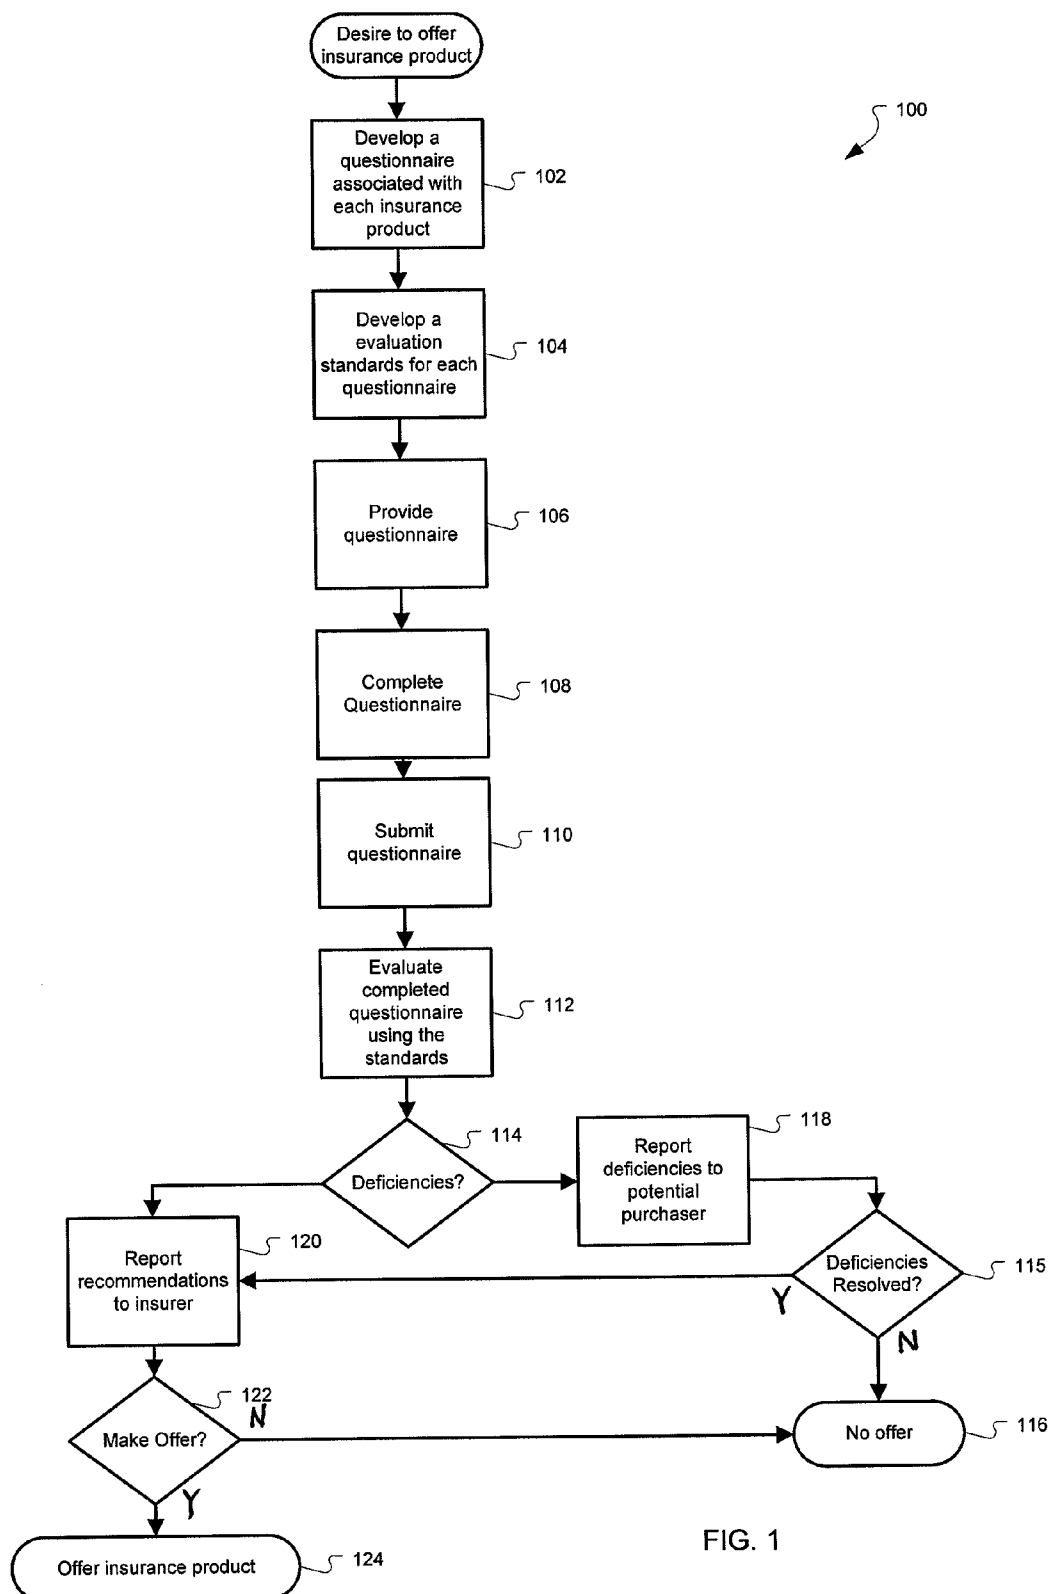 Desire to offer
insurance product
100
Develop a
questionnaire
associated with
each insurance
product
102
Develop a
evaluation
standards for each
questionnaire
104
Provide
questionnaire
106
Complete
Questionnaire
108
Submit
questionnaire
110
Evaluate
completed
questionnaire
using the
standards
112
Deficiencies?
114
Report
deficiencies to
potential
purchaser
118
Report
recommendations
to insurer
120
Deficiencies
Resolved?
115
Y
N
Make Offer?
122
N
Y
No offer
116
Offer insurance product
124
FIG. 1